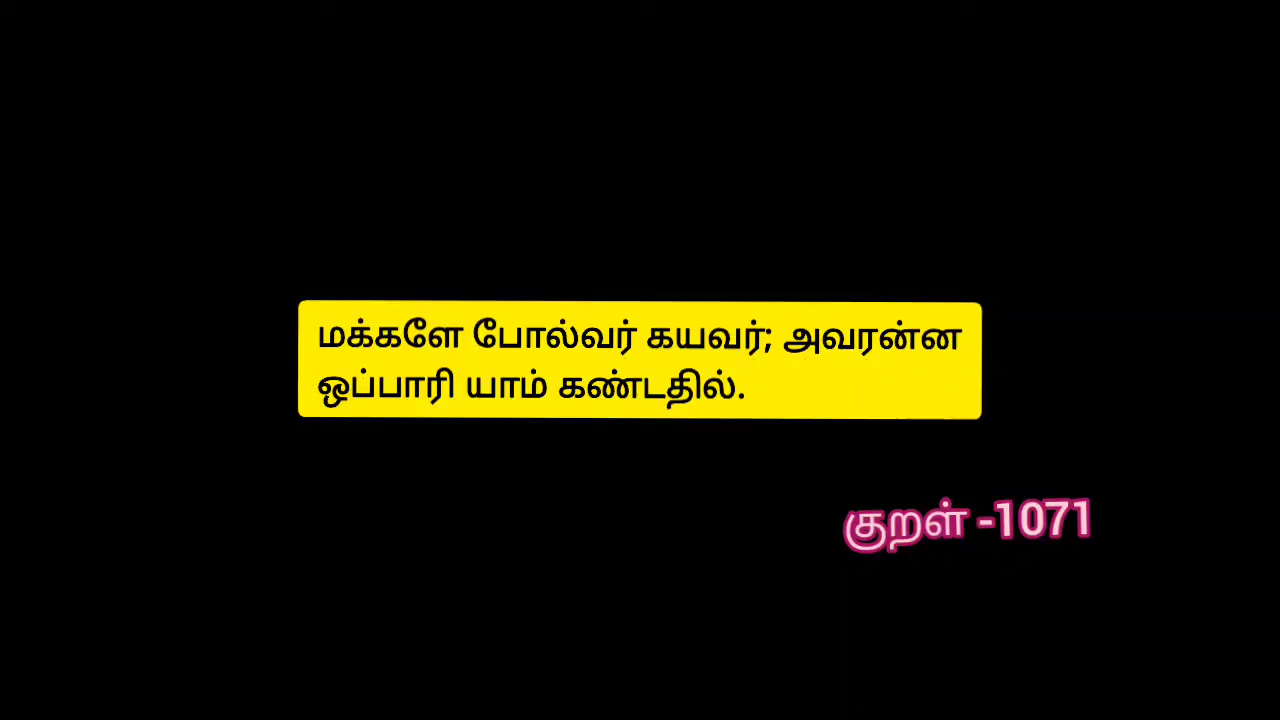 மக்களே போல்வர் கயவர்; அவரன்ன
ஒப்பாரி யாம் கண்டதில்.
குறள் -1071